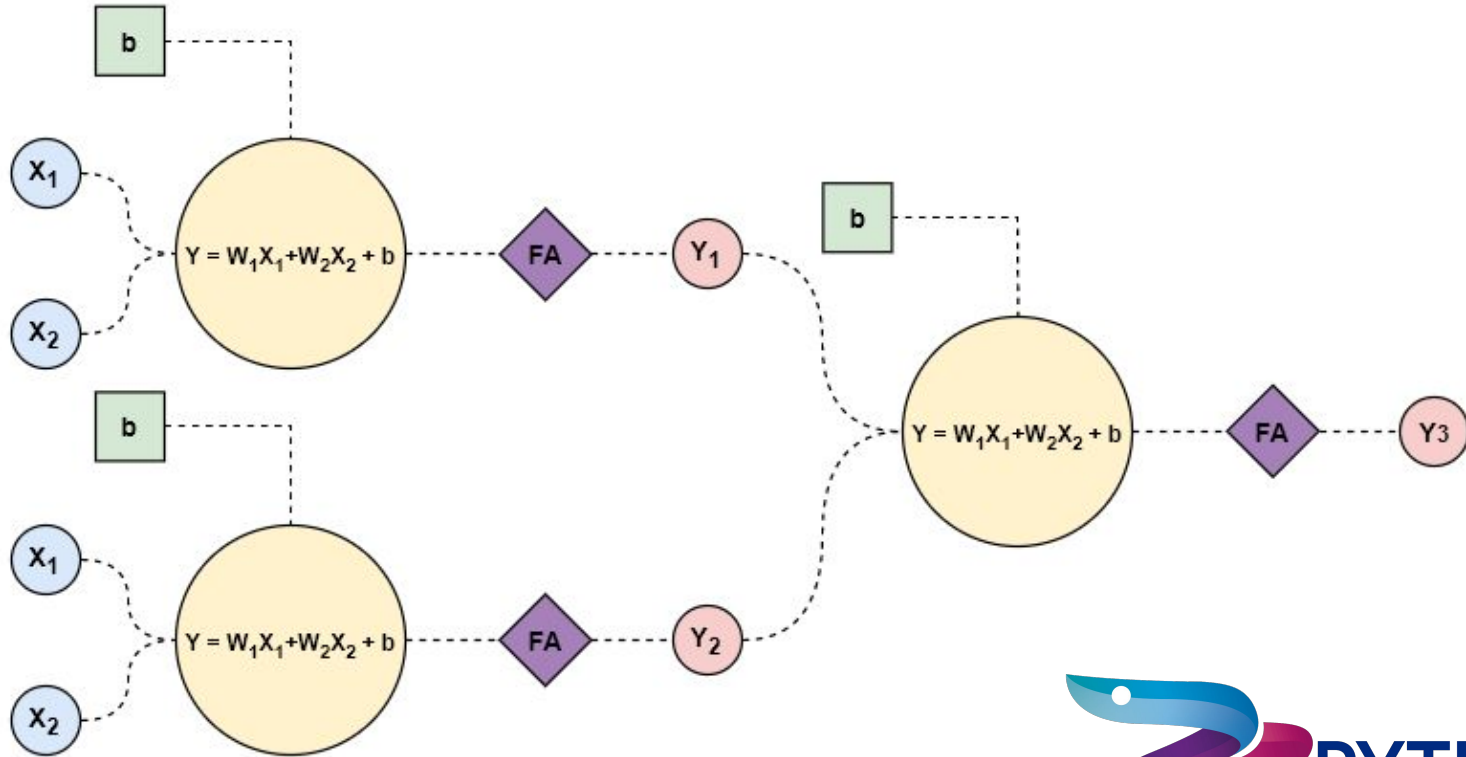 b
X₁
Y = W₁X₁+W₂X₂ + b
FA
Y₁
X₂
b
Y = W₁X₁+W₂X₂ + b
FA
Y3
b
X₁
Y = W₁X₁+W₂X₂ + b
FA
Y₂
X₂